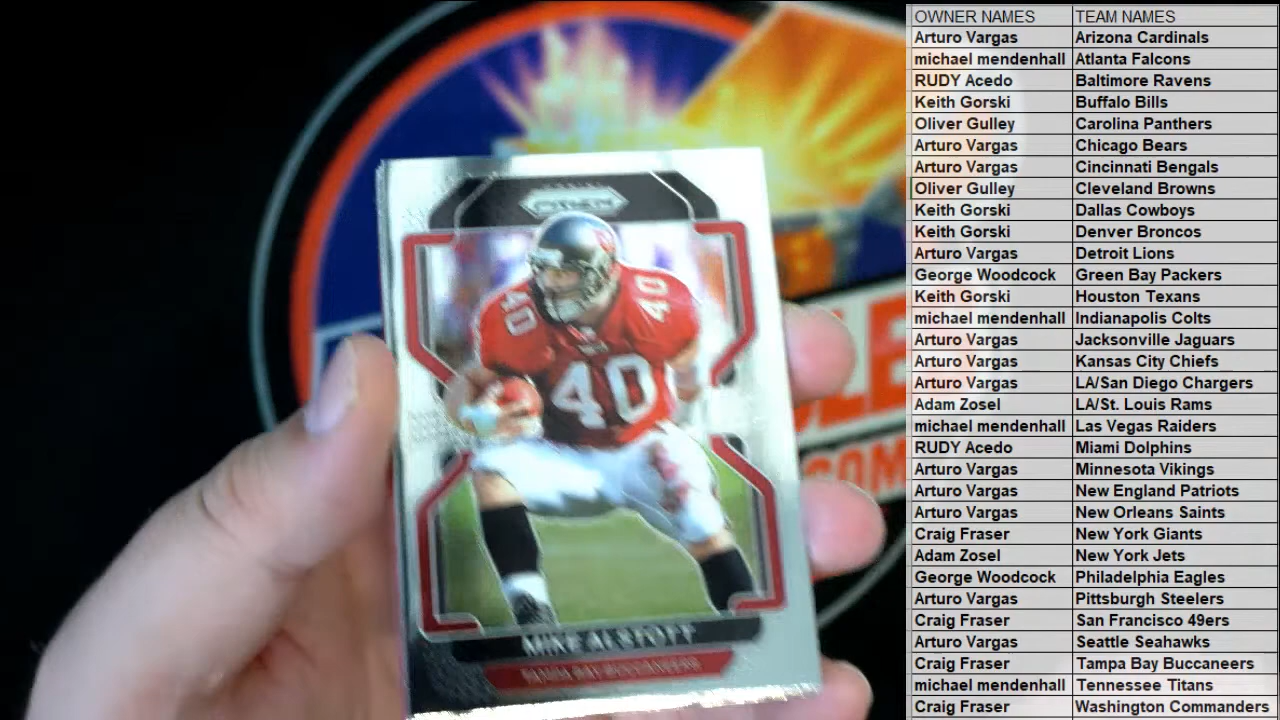 PRIZM
40
40
40
MIKE ALSTOTT
TAMPA BAY BUCCANEERS
.COM
OWNER NAMES TEAM NAMES
Arturo Vargas Arizona Cardinals
michael mendenhall Atlanta Falcons
RUDY Acedo Baltimore Ravens
Keith Gorski Buffalo Bills
Oliver Gulley Carolina Panthers
Arturo Vargas Chicago Bears
Arturo Vargas Cincinnati Bengals
Oliver Gulley Cleveland Browns
Keith Gorski Dallas Cowboys
Keith Gorski Denver Broncos
Arturo Vargas Detroit Lions
George Woodcock Green Bay Packers
Keith Gorski Houston Texans
michael mendenhall Indianapolis Colts
Arturo Vargas Jacksonville Jaguars
Arturo Vargas Kansas City Chiefs
Arturo Vargas LA/San Diego Chargers
Adam Zosel LA/St. Louis Rams
michael mendenhall Las Vegas Raiders
RUDY Acedo Miami Dolphins
Arturo Vargas Minnesota Vikings
Arturo Vargas New England Patriots
Arturo Vargas New Orleans Saints
Craig Fraser New York Giants
Adam Zosel New York Jets
George Woodcock Philadelphia Eagles
Arturo Vargas Pittsburgh Steelers
Craig Fraser San Francisco 49ers
Arturo Vargas Seattle Seahawks
Craig Fraser Tampa Bay Buccaneers
michael mendenhall Tennessee Titans
Craig Fraser Washington Commanders